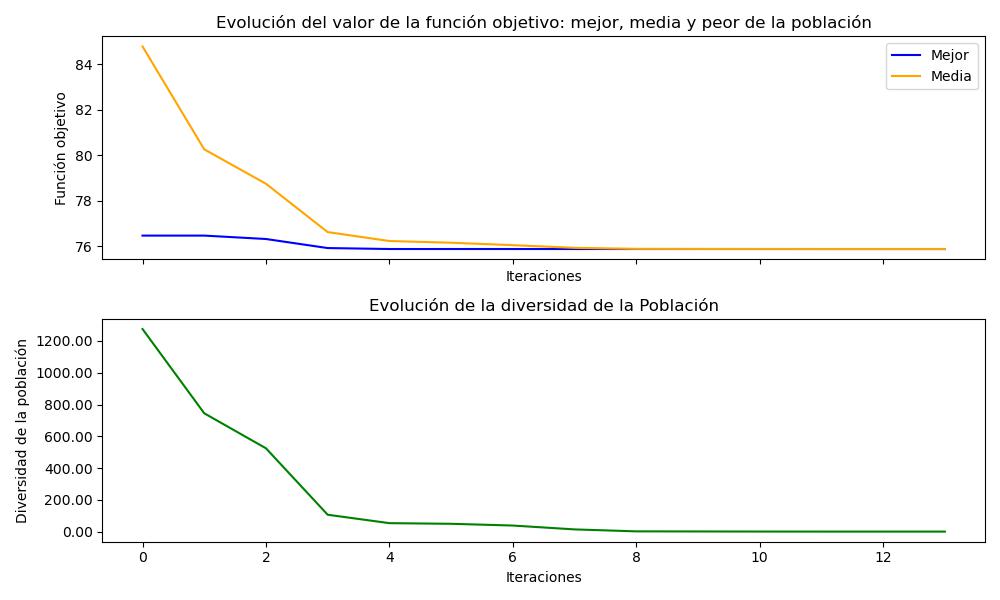 Evolución del valor de la función objetivo: mejor, media y peor de la población
Función objetivo
84
82
80
78
76
Mejor
Media
Iteraciones
Evolución de la diversidad de la Población
Diversidad de la población
1200.00
1000.00
800.00
600.00
400.00
200.00
0.00
0 2 4 6 8 10 12
Iteraciones